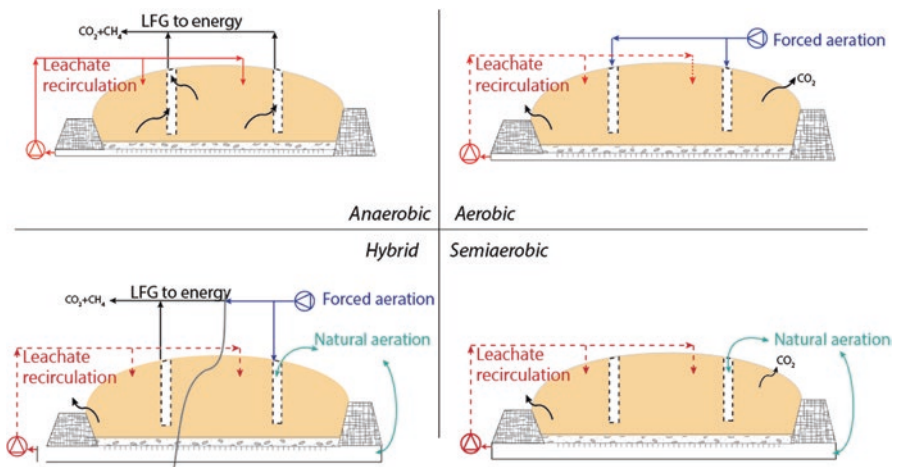 CO₂+CH₄
LFG to energy
Leachate
recirculation
Anaerobic
Forced aeration
Leachate
recirculation
CO₂
Aerobic
Hybrid
CO₂+CH₄
LFG to energy
Forced aeration
Natural aeration
Leachate
recirculation
Semiaerobic
Natural aeration
Leachate
recirculation
CO₂